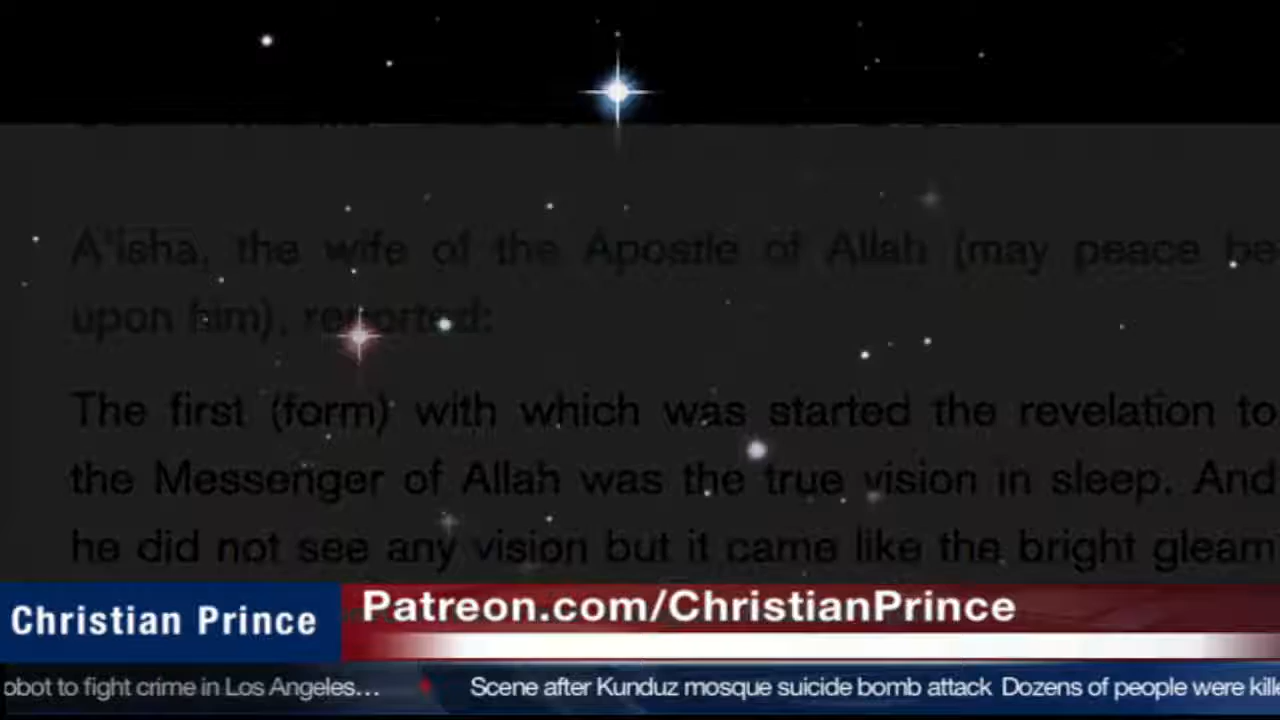 A'isha, the wife of the Apostle of Allah (may peace be
upon him), reported:
The first (form) with which was started the revelation to
the Messenger of Allah was the true vision in sleep. And
he did not see any vision but it came like the bright gleam
Christian Prince
Patreon.com/ChristianPrince
obot to fight crime in Los Angeles...
Scene after Kunduz mosque suicide bomb attack Dozens of people were kille